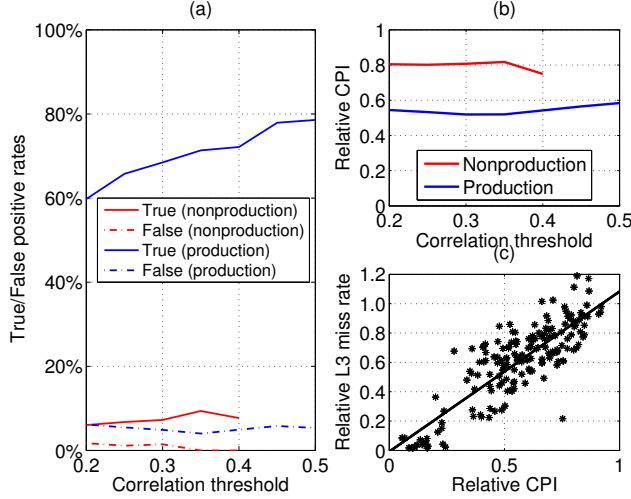 (a)
100%
80%
60%
40%
20%
0%
True/False positive rates
True (nonproduction)
False (nonproduction)
True (production)
False (production)
0.2 0.3 0.4 0.5
Correlation threshold
(b)
1
0.8
0.6
0.4
0.2
0
Relative CPI
Nonproduction
Production
0.2 0.3 0.4 0.5
Correlation threshold
(c)
1.2
1.0
0.8
0.6
0.4
0.2
0
Relative L3 miss rate
0 0.5 1
Relative CPI